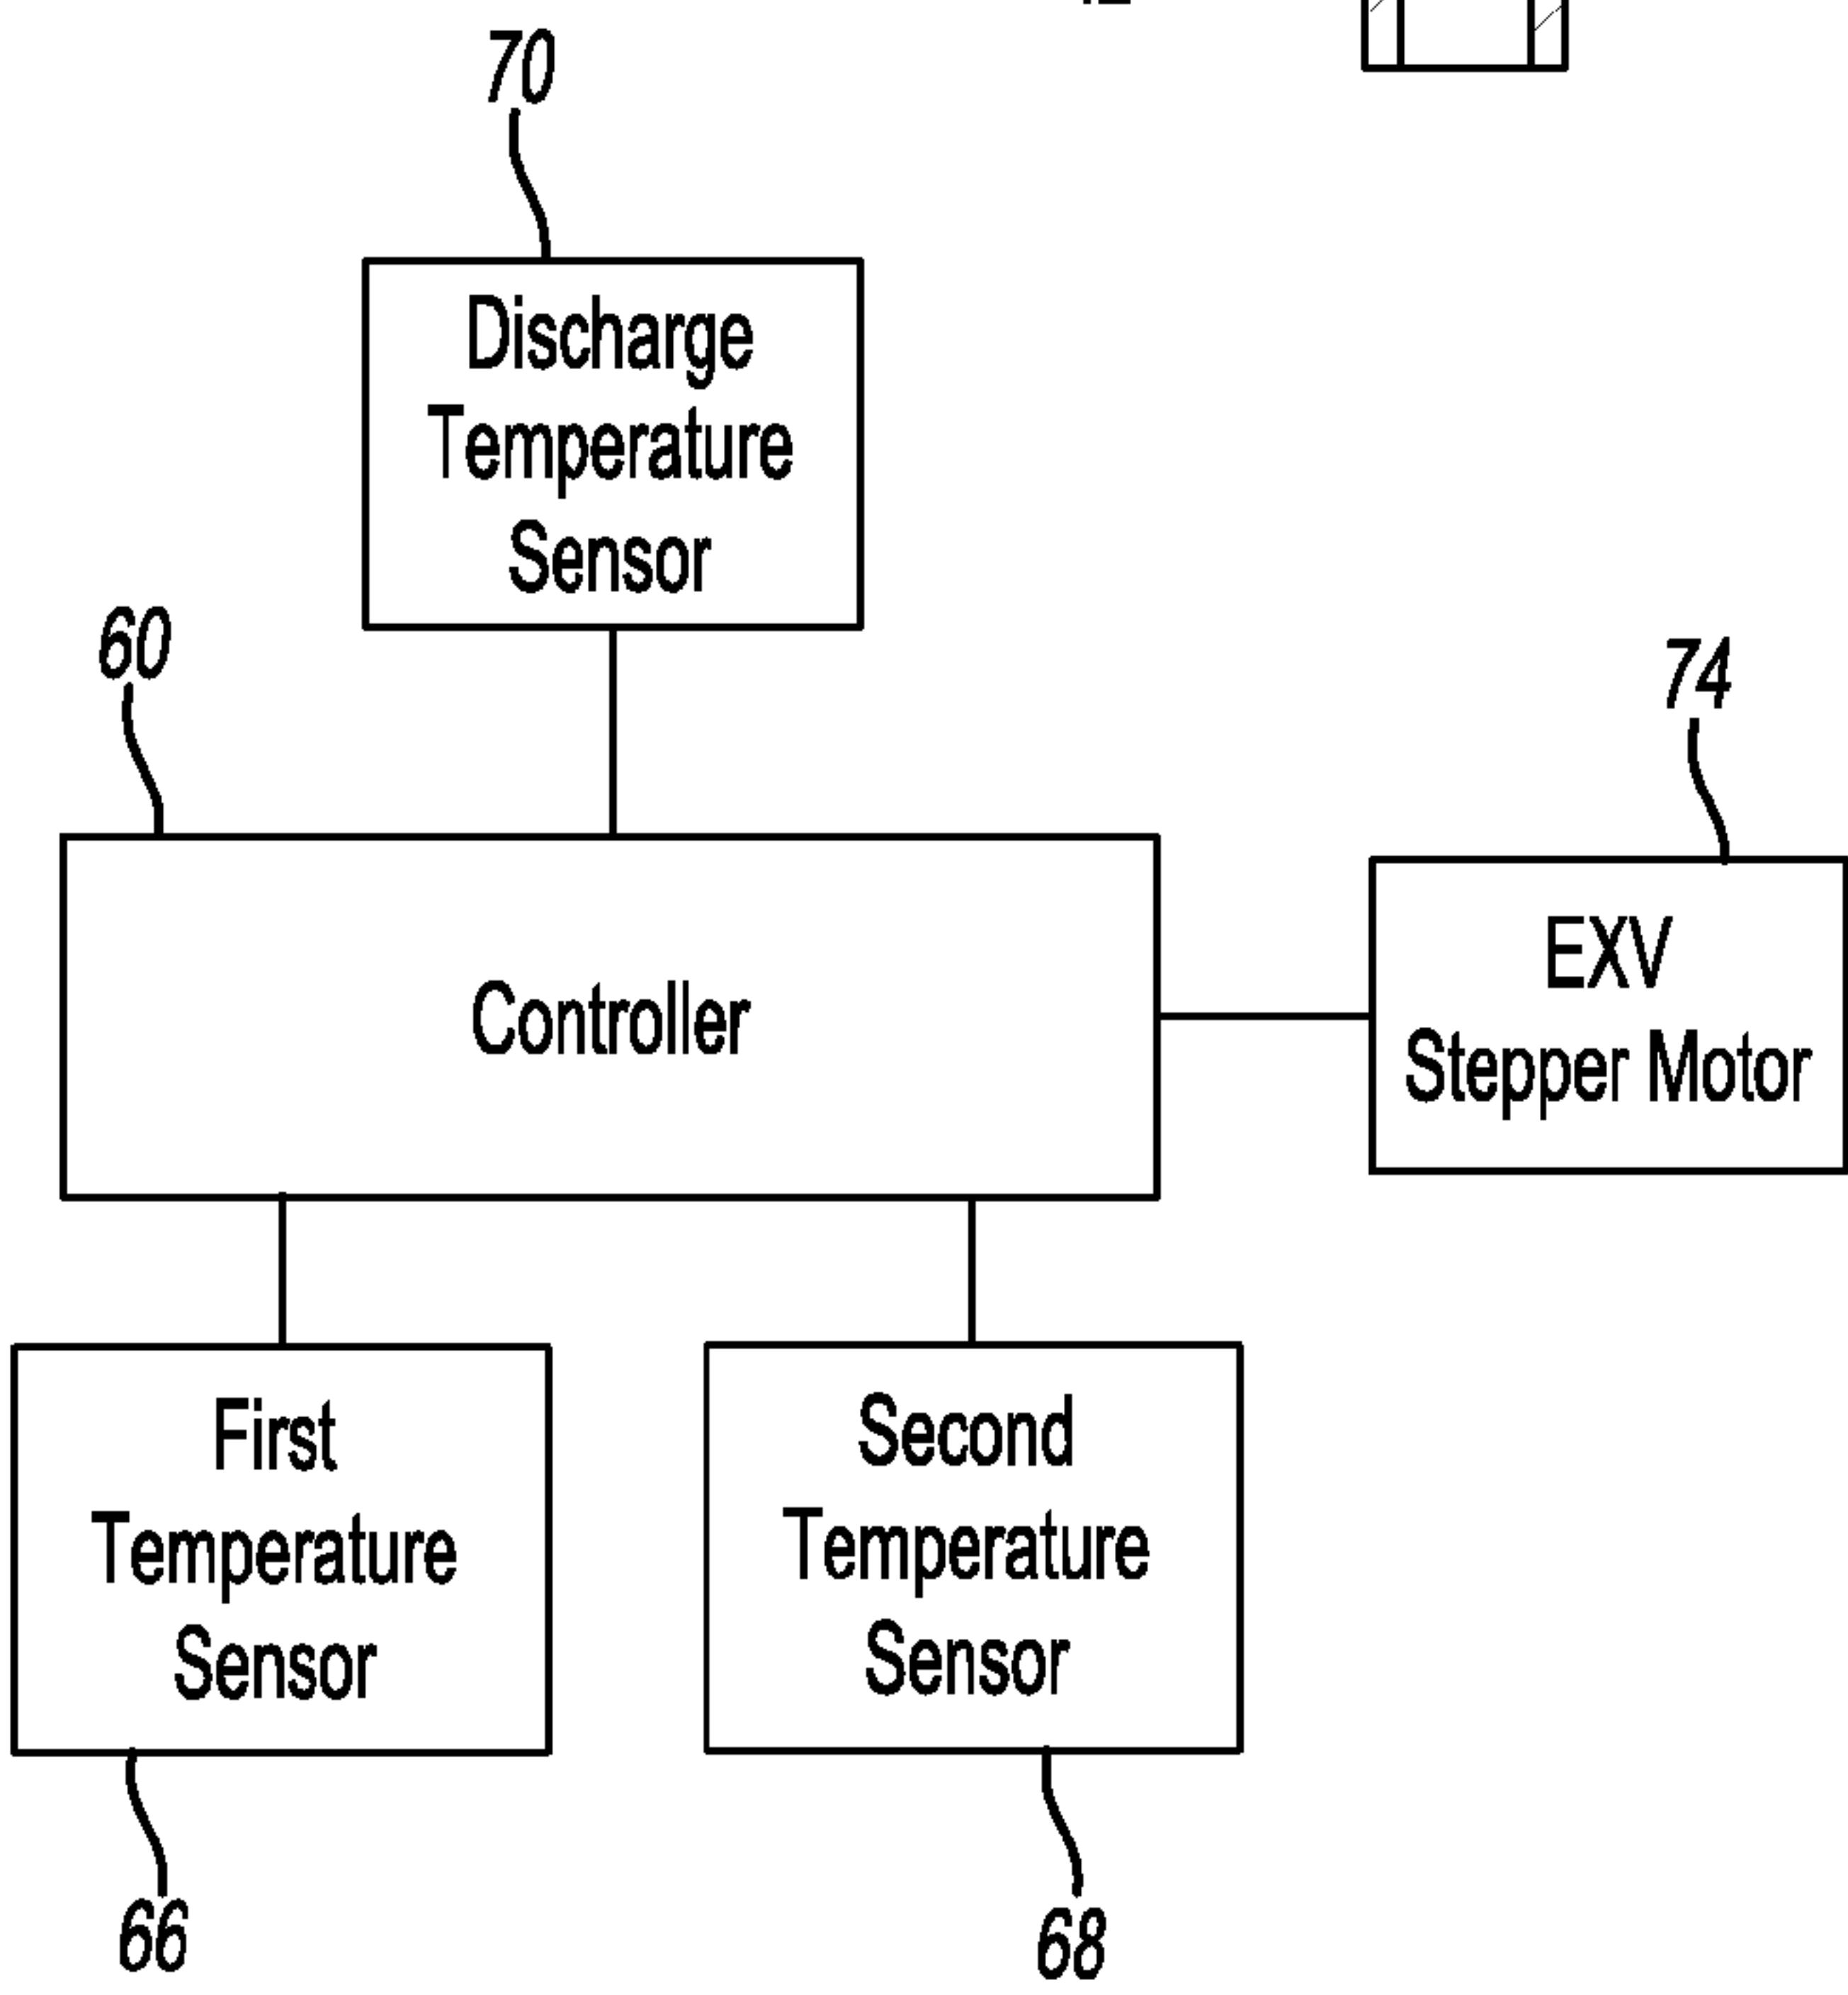 70
Discharge
Temperature
Sensor
60
74
Controller
EXV
Stepper Motor
First
Temperature
Sensor
Second
Temperature
Sensor
66
68